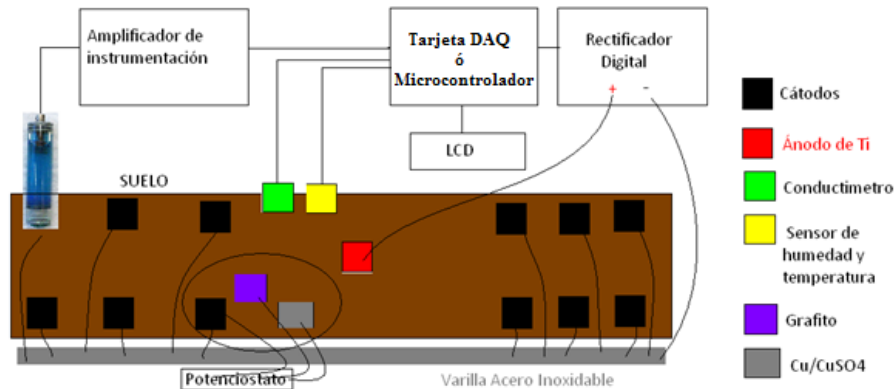 Amplificador de
instrumentación
Tarjeta DAQ
ó
Microcontrolador
Rectificador
Digital
+ -
LCD
SUELO
Potenciostato
Varilla Acero Inoxidable
Cátodos
Ánodo de Ti
Conductimetro
Sensor de
humedad y
temperatura
Grafito
Cu/CuSO4